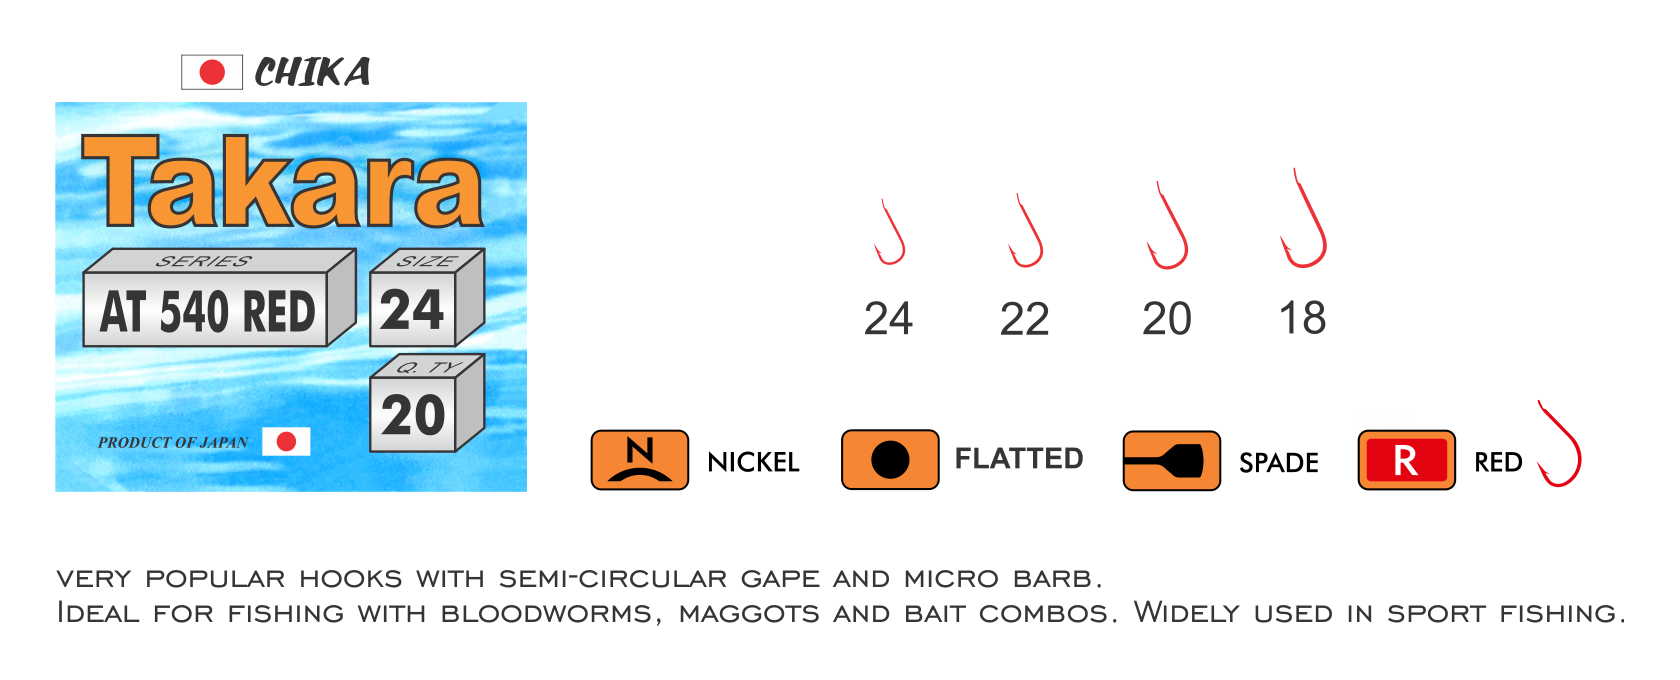 CHIKA
Takara
SERIES
SIZE
AT 540 RED
24
Q. TY
20
PRODUCT OF JAPAN
24 22 20 18
N NICKEL FLATTED SPADE R RED
VERY POPULAR HOOKS WITH SEMI-CIRCULAR GAPE AND MICRO BARB.
IDEAL FOR FISHING WITH BLOODWORMS, MAGGOTS AND BAIT COMBOS. WIDELY USED IN SPORT FISHING.